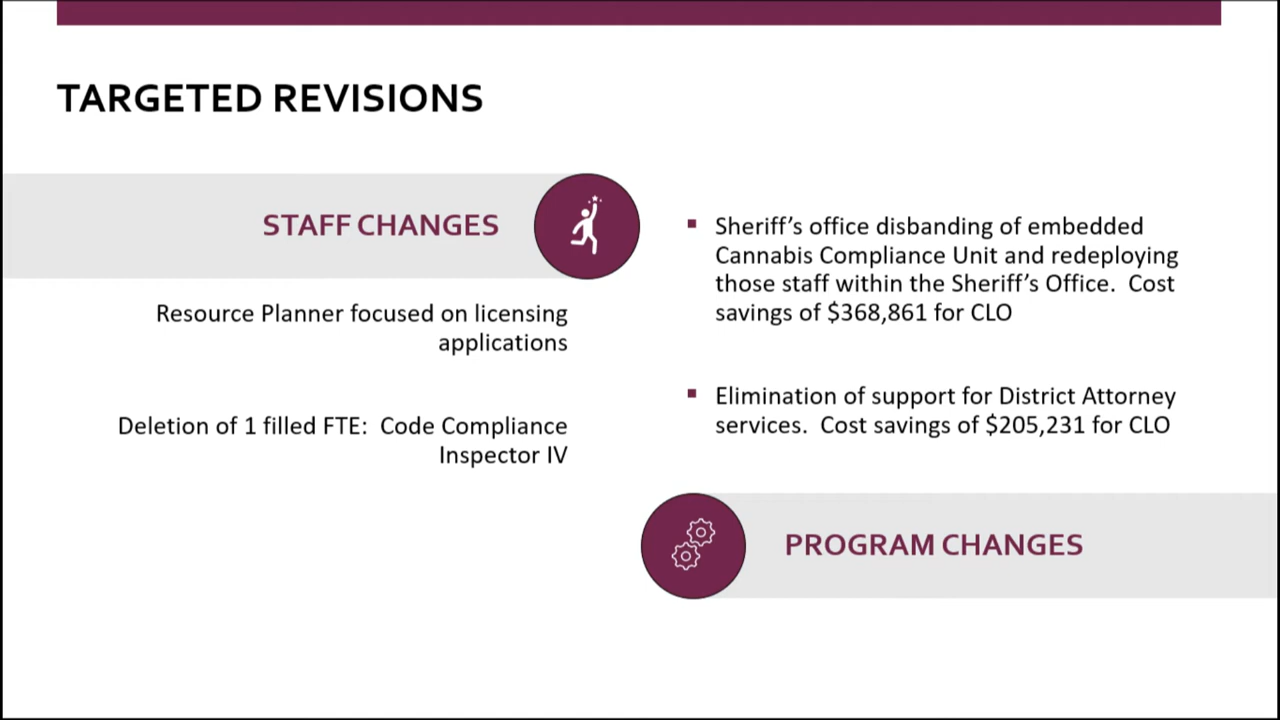 TARGETED REVISIONS
STAFF CHANGES
Resource Planner focused on licensing
applications
Deletion of 1 filled FTE:  Code Compliance
Inspector IV
Sheriff’s office disbanding of embedded
Cannabis Compliance Unit and redeploying
those staff within the Sheriff’s Office.  Cost
savings of $368,861 for CLO
Elimination of support for District Attorney
services.  Cost savings of $205,231 for CLO
PROGRAM CHANGES